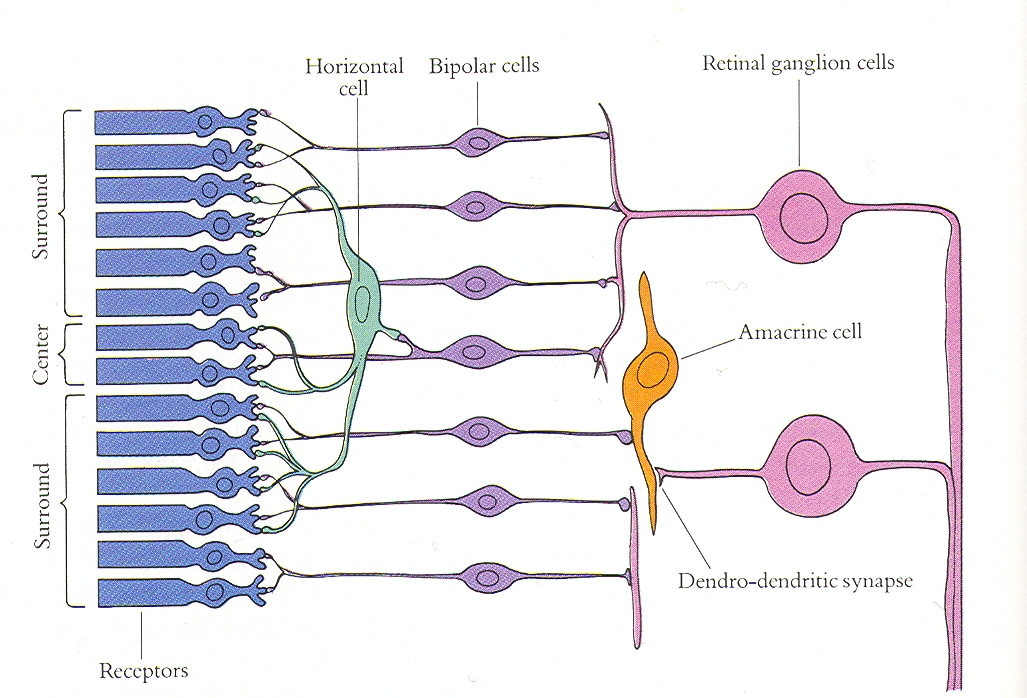 Horizontal
cell
Bipolar cells
Retinal ganglion cells
Surround
Center
Amacrine cell
Surround
Dendro-dendritic synapse
Receptors